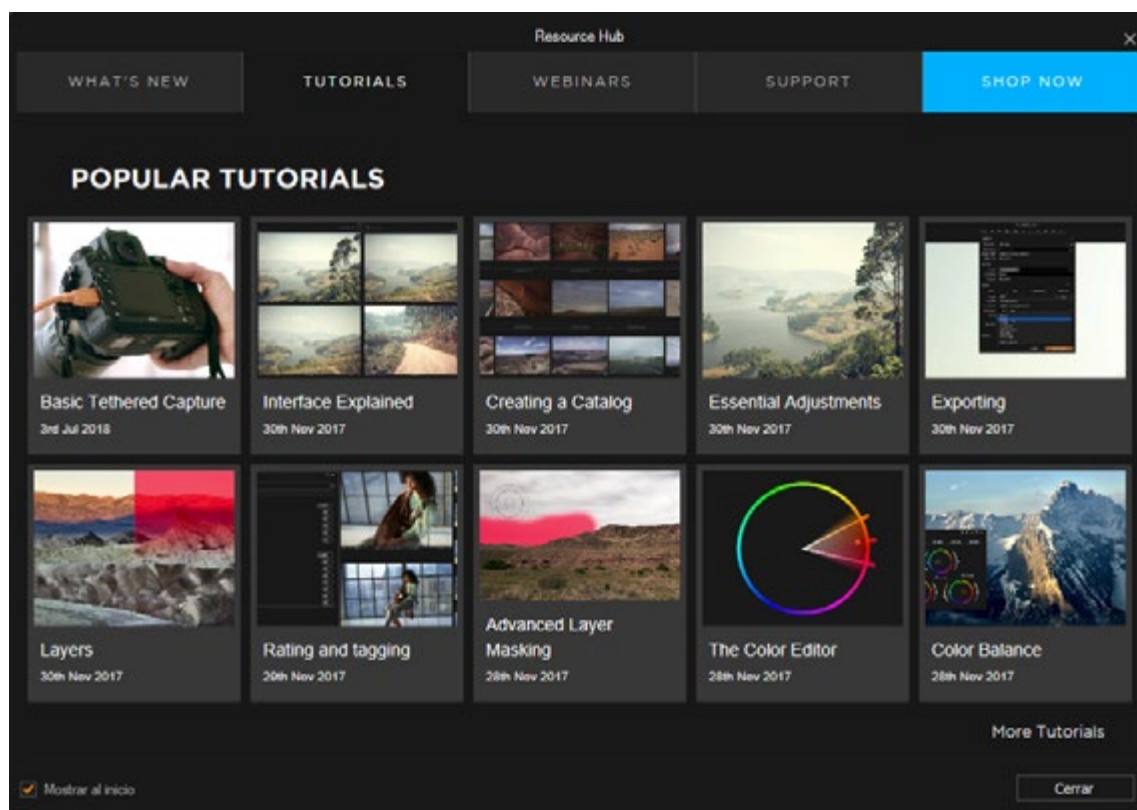 Resource Hub
WHAT'S NEW
TUTORIALS
WEBINARS
SUPPORT
SHOP NOW
POPULAR TUTORIALS
Basic Tethered Capture
3rd Jul 2018
Interface Explained
30th Nov 2017
Creating a Catalog
30th Nov 2017
Essential Adjustments
30th Nov 2017
Exporting
30th Nov 2017
Layers
30th Nov 2017
Rating and tagging
29th Nov 2017
Advanced Layer
Masking
28th Nov 2017
The Color Editor
28th Nov 2017
Color Balance
28th Nov 2017
More Tutorials
Mostrar al inicio
Cerrar